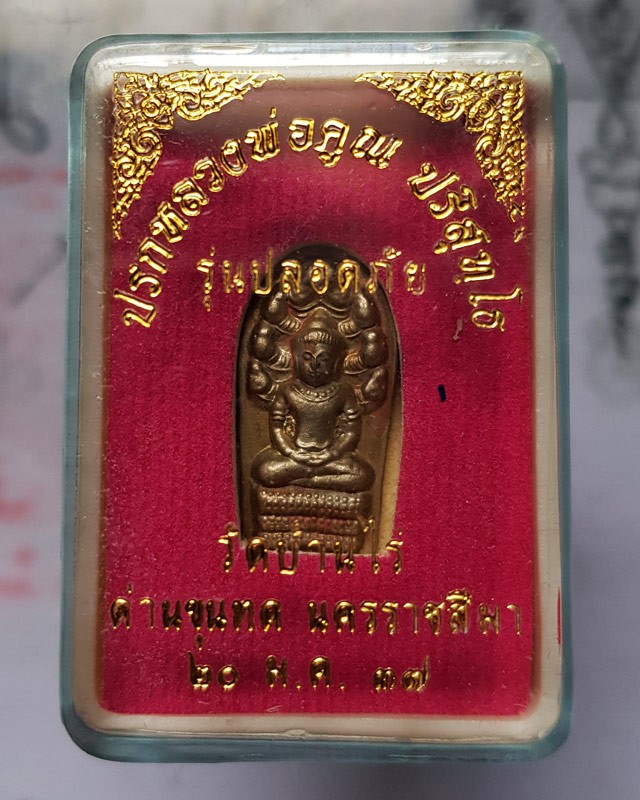 ปรกหลวงพ่อคูณ ปริสุทฺโธ
รุ่นปลอดภัย
วัดบ้านไร่
ด่านขุนทด นครราชสีมา
๒๐ พ.ค. ๓๗